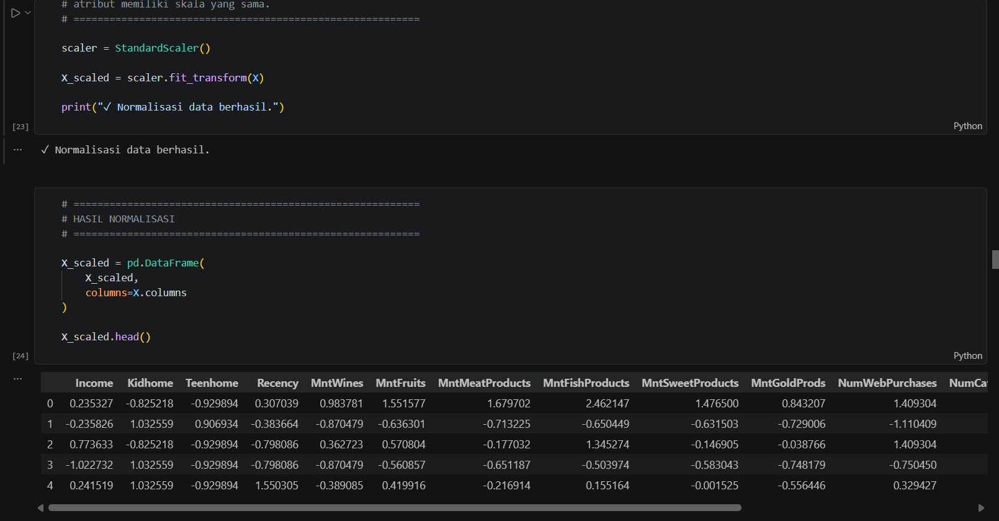 # atribut memiliki skala yang sama.
# ==========================================================
scaler = StandardScaler()
X_scaled = scaler.fit_transform(X)
print("✓ Normalisasi data berhasil.")
[23]
Python
✓ Normalisasi data berhasil.
# ==========================================================
# HASIL NORMALISASI
# ==========================================================
X_scaled = pd.DataFrame(
X_scaled,
columns=X.columns
)
X_scaled.head()
[24]
Python
Income Kidhome Teenhome Recency MntWines MntFruits MntMeatProducts MntFishProducts MntSweetProducts MntGoldProds NumWebPurchases NumCa
0 0.235327 -0.825218 -0.929894 0.307039 0.983781 1.551577 1.679702 2.462147 1.476500 0.843207 1.409304
1 -0.235826 1.032559 0.906934 -0.383664 -0.870479 -0.636301 -0.713225 -0.650449 -0.631503 -0.729006 -1.110409
2 0.773633 -0.825218 -0.929894 -0.798086 0.362723 0.570804 -0.177032 1.345274 -0.146905 -0.038766 1.409304
3 -1.022732 1.032559 -0.929894 -0.798086 -0.870479 -0.560857 -0.651187 -0.503974 -0.583043 -0.748179 -0.750450
4 0.241519 1.032559 -0.929894 1.550305 -0.389085 0.419916 -0.216914 0.155164 -0.001525 -0.556446 0.329427